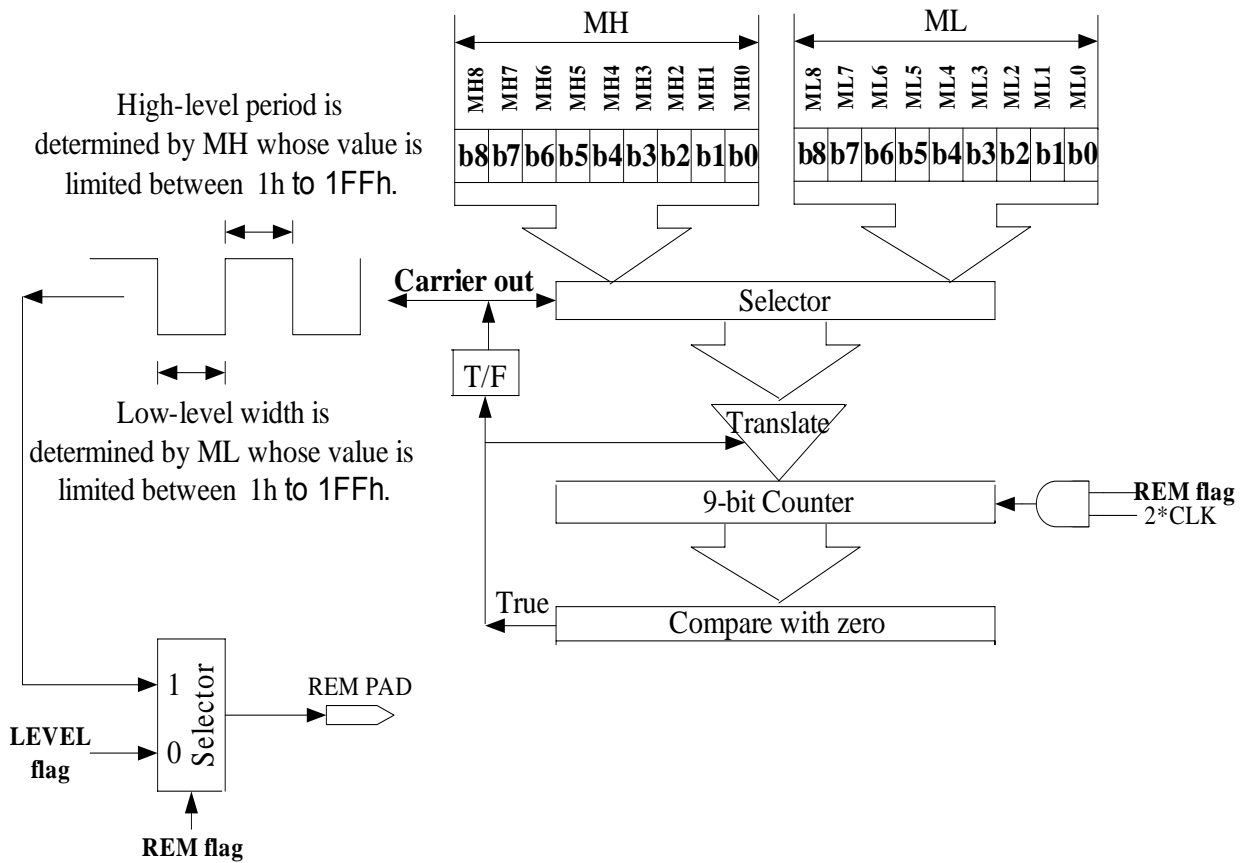 MH
ML
MH8 MH7 MH6 MH5 MH4 MH3 MH2 MH1 MH0
ML8 ML7 ML6 ML5 ML4 ML3 ML2 ML1 ML0
b8 b7 b6 b5 b4 b3 b2 b1 b0
b8 b7 b6 b5 b4 b3 b2 b1 b0
High-level period is
determined by MH whose value is
limited between 1h to 1FFh.
Carrier out
Selector
T/F
Translate
Low-level width is
determined by ML whose value is
limited between 1h to 1FFh.
9-bit Counter
REM flag
2*CLK
True
Compare with zero
1
0
Selector
REM PAD
LEVEL
flag
REM flag